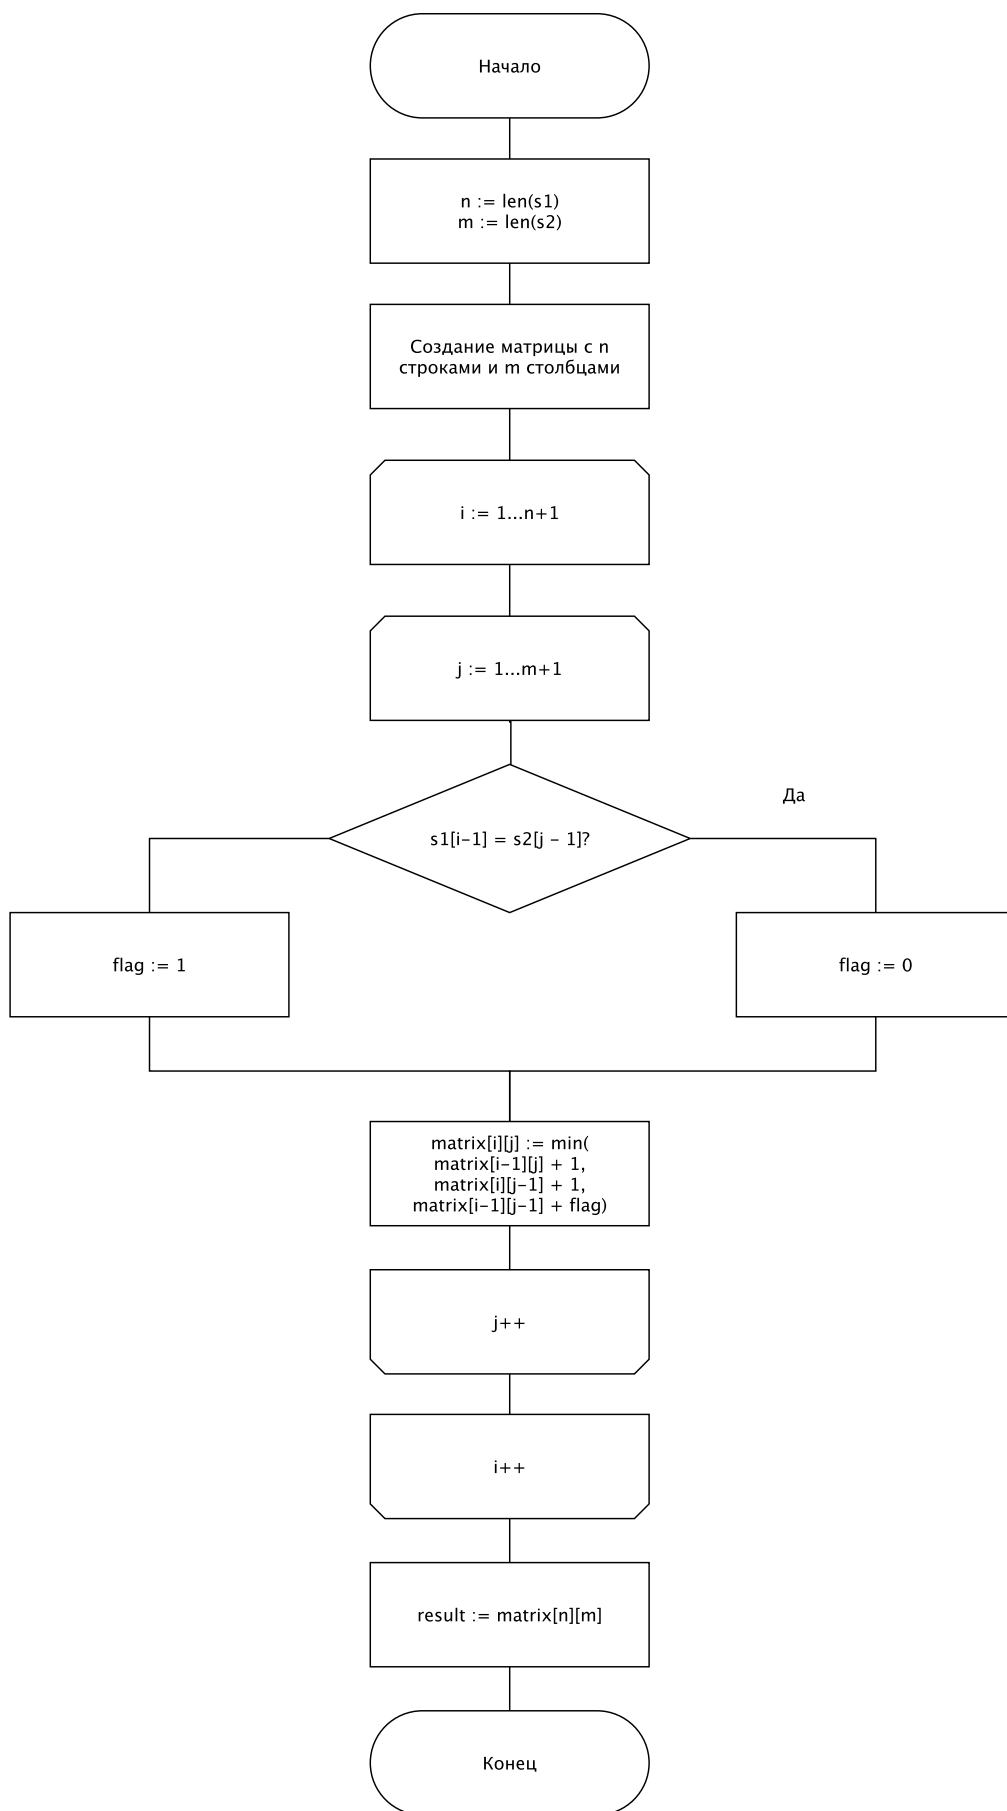 Начало
n := len(s1)
m := len(s2)
Создание матрицы с n
строками и m столбцами
i := 1...n+1
j := 1...m+1
Да
s1[i-1] = s2[j - 1]?
flag := 1
flag := 0
matrix[i][j] := min(
matrix[i-1][j] + 1,
matrix[i][j-1] + 1,
matrix[i-1][j-1] + flag)
j++
i++
result := matrix[n][m]
Конец